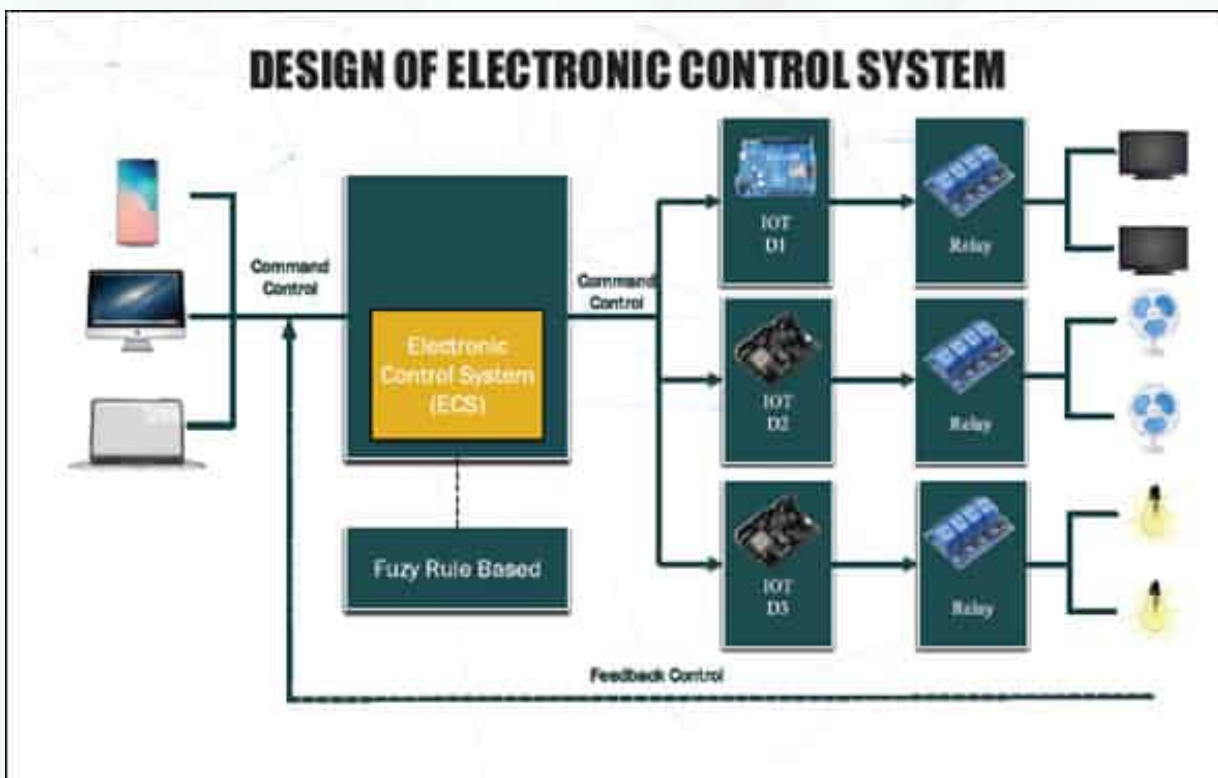 DESIGN OF ELECTRONIC CONTROL SYSTEM
Command
Control
Electronic
Control System
(ECS)
Fuzy Rule Based
Command
Control
IOT
D1
Relay
IOT
D2
Relay
IOT
D3
Relay
Feedback Control